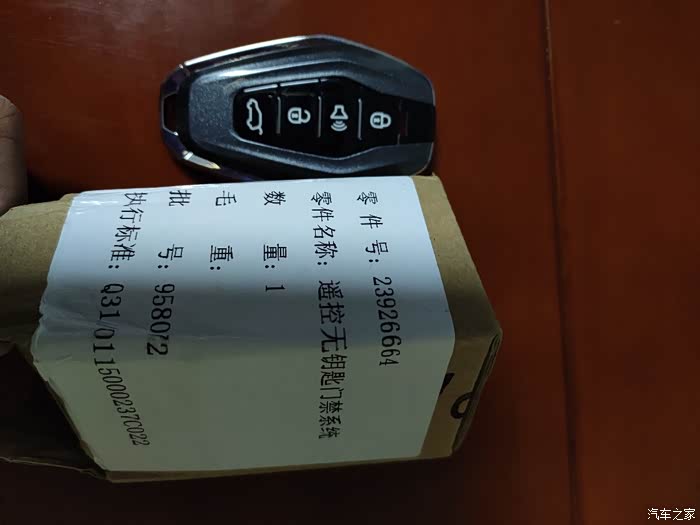 零件号: 23926664
零件名称: 遥控无钥匙门禁系统
数量: 1
毛重:
批号: 958072
执行标准: Q31/0115000237C022
汽车之家